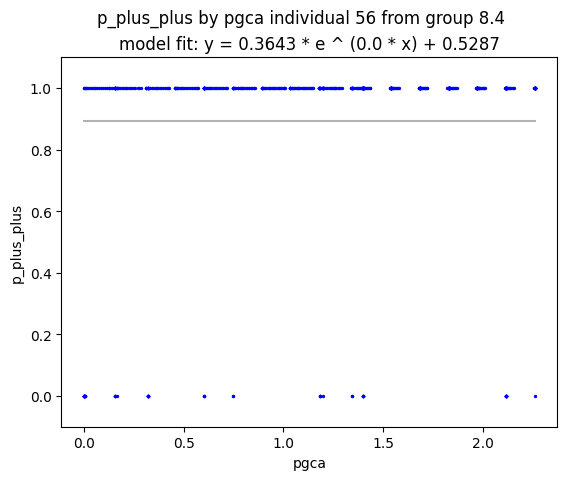 p_plus_plus by pgca individual 56 from group 8.4
model fit: y = 0.3643 * e ^ (0.0 * x) + 0.5287
1.0
0.8
0.6
0.4
0.2
0.0
p_plus_plus
0.0 0.5 1.0 1.5 2.0
pgca